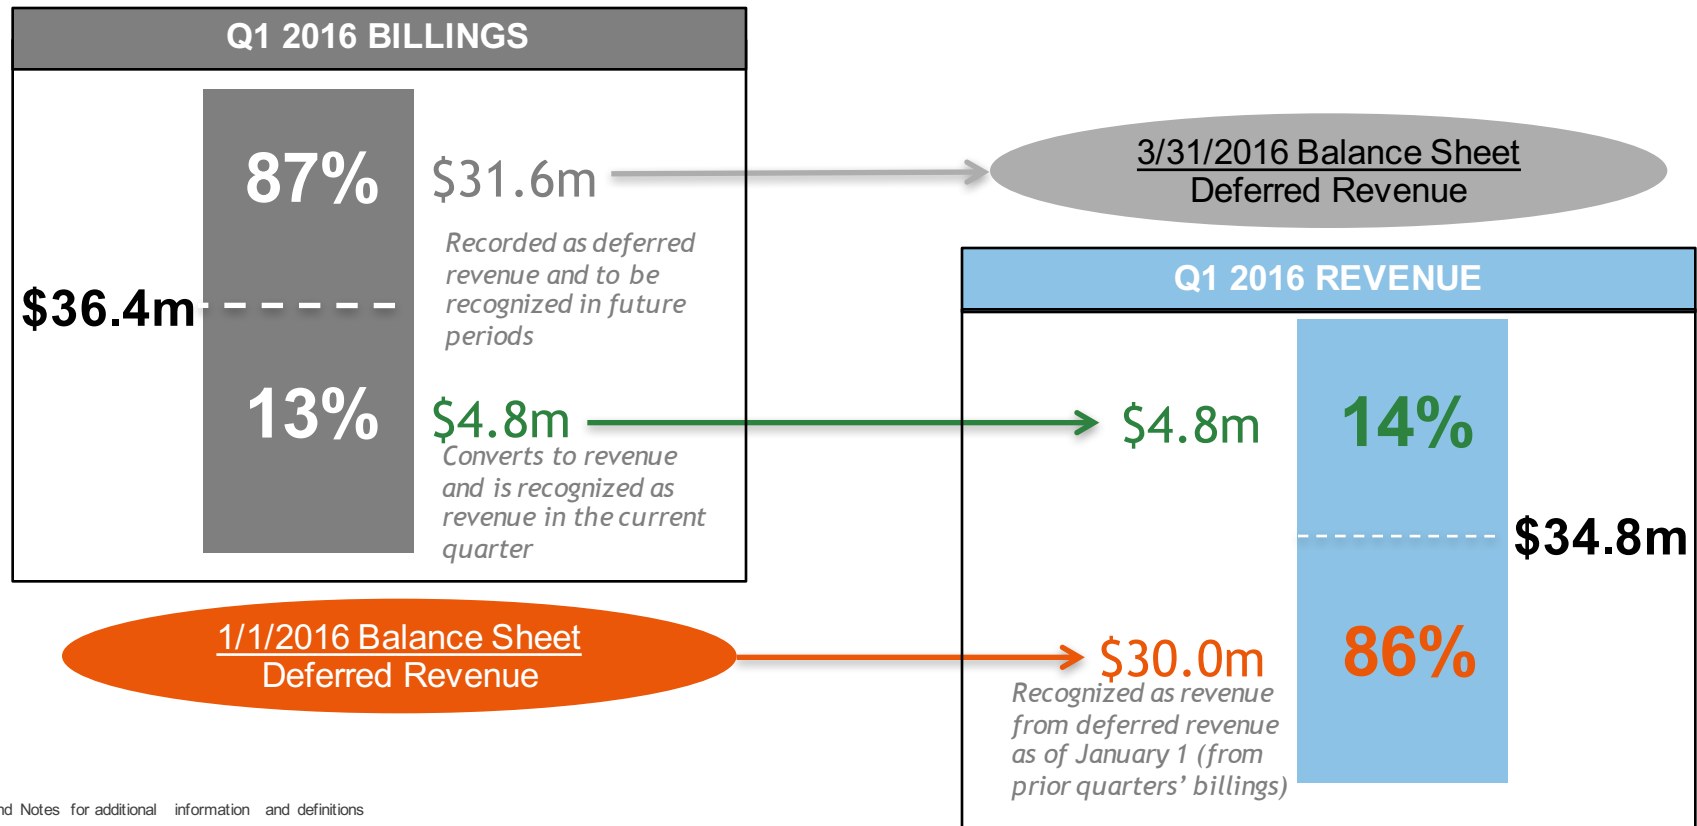 Q1 2016 BILLINGS
87%
$31.6m
Recorded as deferred
revenue and to be
recognized in future
periods
$36.4m
13%
$4.8m
Converts to revenue
and is recognized as
revenue in the current
quarter
3/31/2016 Balance Sheet
Deferred Revenue
Q1 2016 REVENUE
$4.8m
14%
$34.8m
1/1/2016 Balance Sheet
Deferred Revenue
$30.0m
86%
Recognized as revenue
from deferred revenue
as of January 1 (from
prior quarters’ billings)
Notes for additional information and definitions